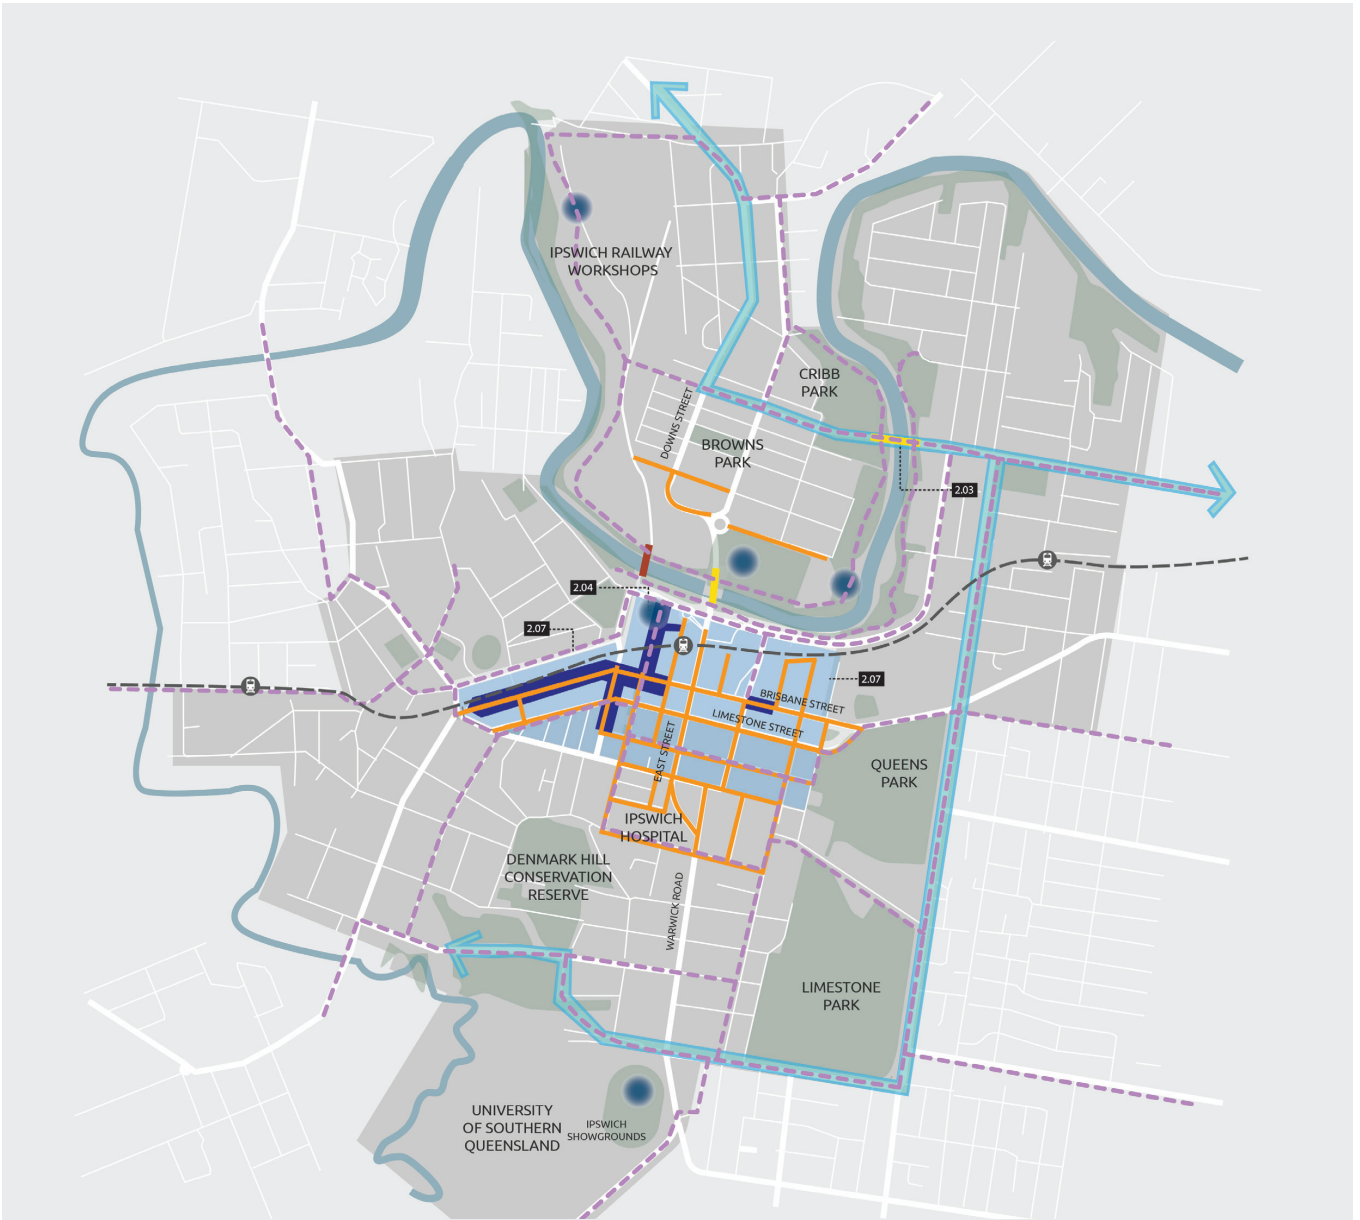 IPSWICH RAILWAY
WORKSHOPS
CRIBB
PARK
DOWNS STREET
BROWNS
PARK
2.03
2.04
2.07
2.07
BRISBANE STREET
LIMESTONE STREET
EAST STREET
QUEENS
PARK
IPSWICH
HOSPITAL
DENMARK HILL
CONSERVATION
RESERVE
WARWICK ROAD
LIMESTONE
PARK
UNIVERSITY
OF SOUTHERN
QUEENSLAND
IPSWICH
SHOWGROUNDS